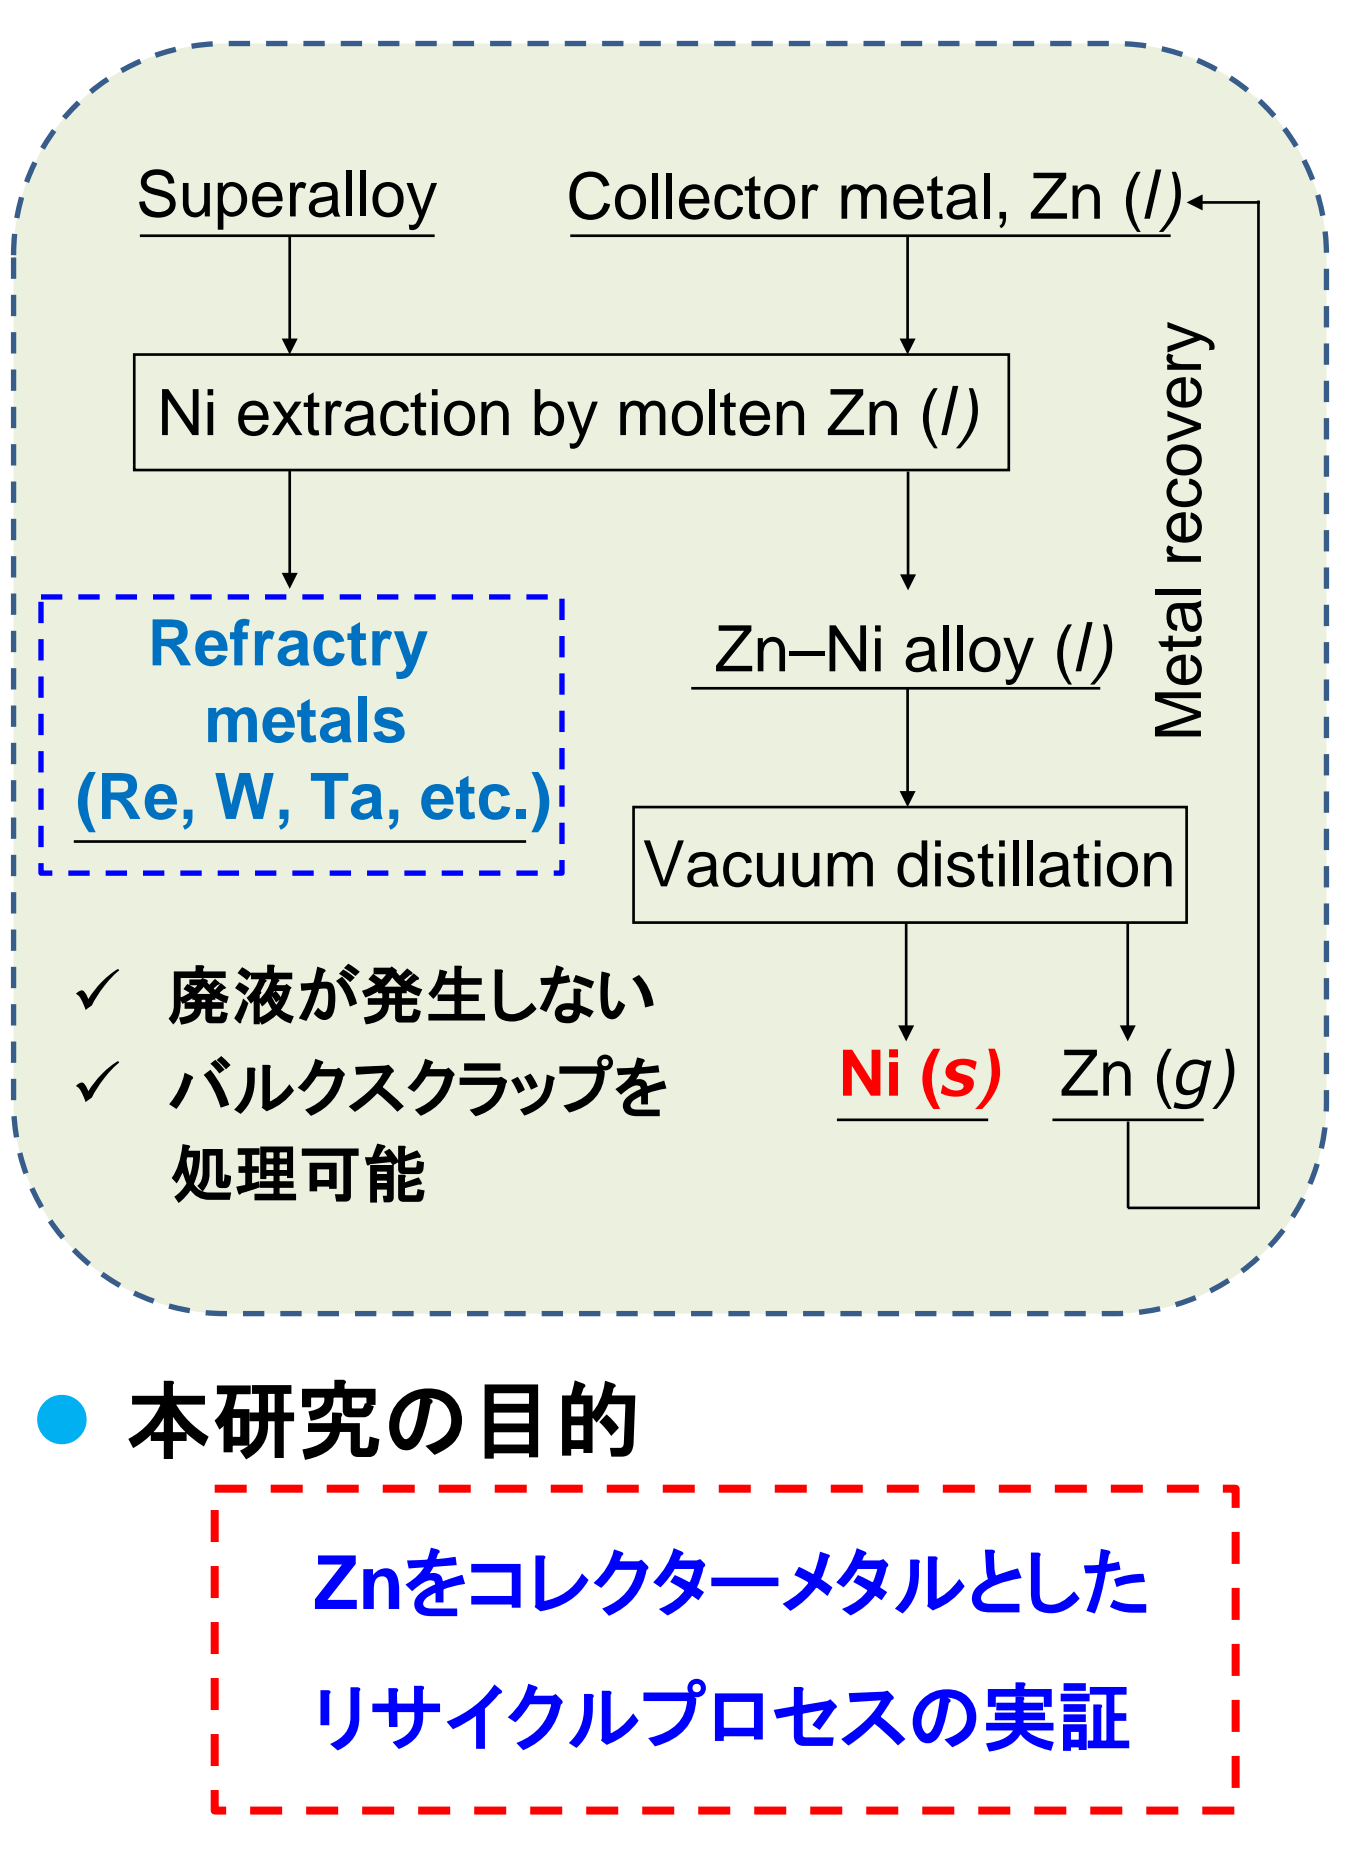 Superalloy
Collector metal, Zn (l)
Ni extraction by molten Zn (l)
Metal recovery
Refractry
metals
(Re, W, Ta, etc.)
Zn–Ni alloy (l)
Vacuum distillation
Ni (s)
Zn (g)
✓ 廃液が発生しない
✓ バルクスクラップを
処理可能
● 本研究の目的
Znをコレクターメタルとした
リサイクルプロセスの実証